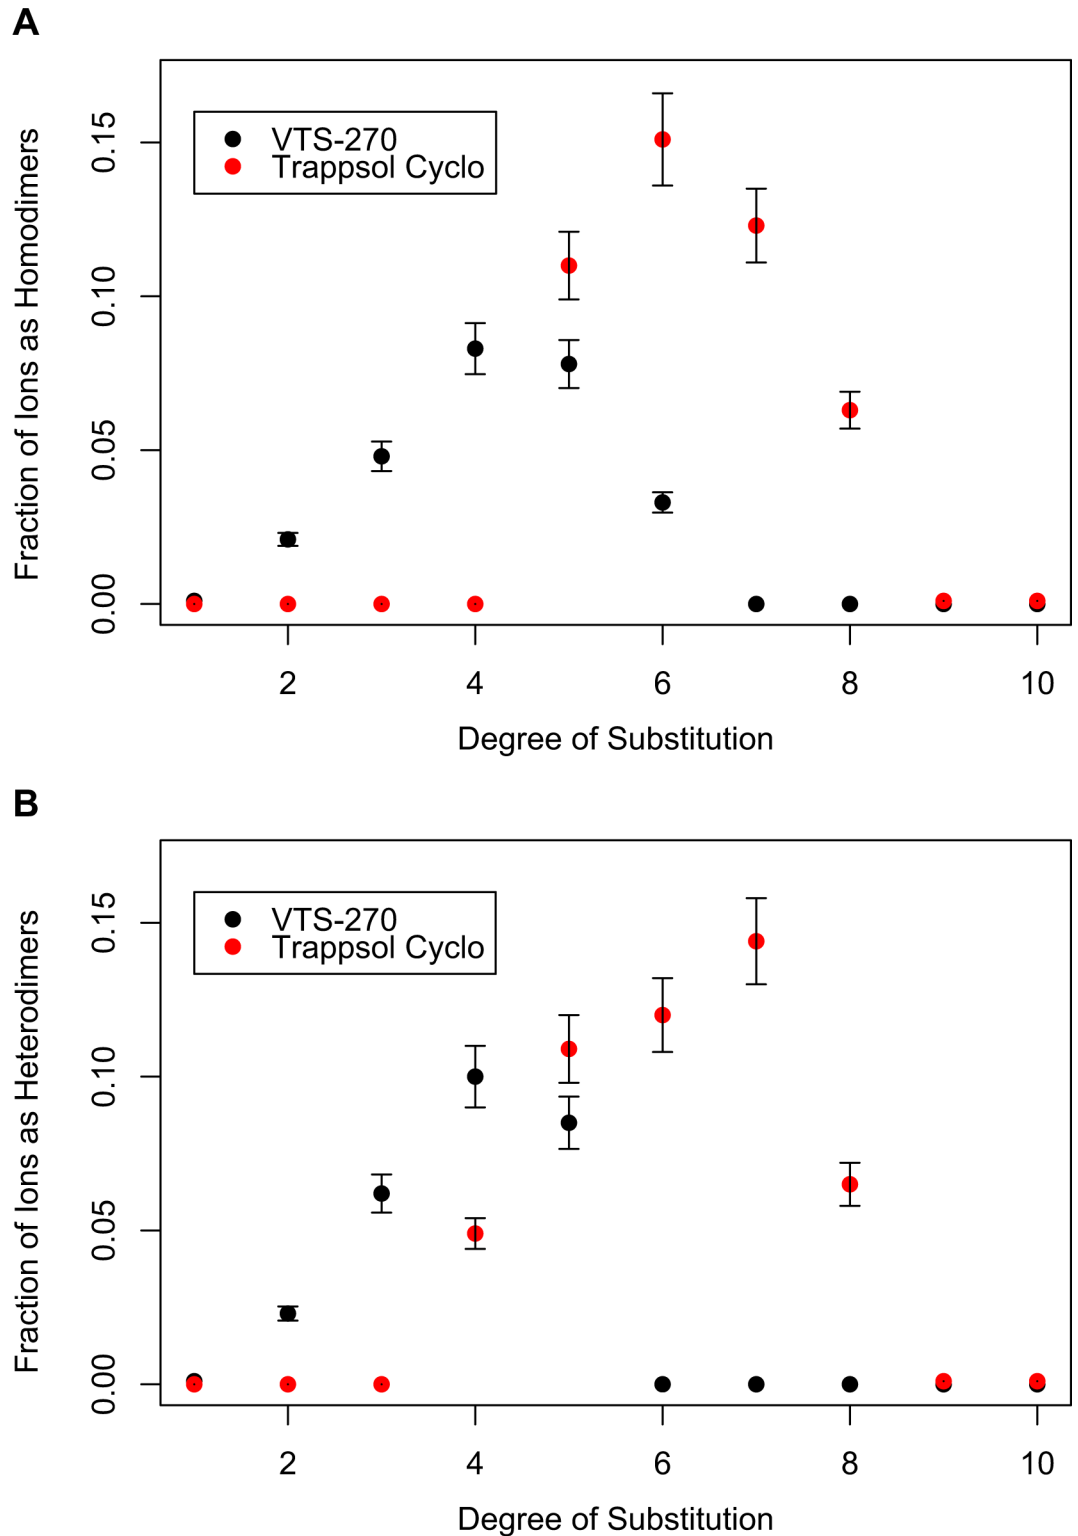 A
Fraction of Ions as Homodimers
0.15
0.10
0.05
0.00
VTS-270
Trappsol Cyclo
2 4 6 8 10
Degree of Substitution
B
Fraction of Ions as Heterodimers
0.15
0.10
0.05
0.00
VTS-270
Trappsol Cyclo
2 4 6 8 10
Degree of Substitution